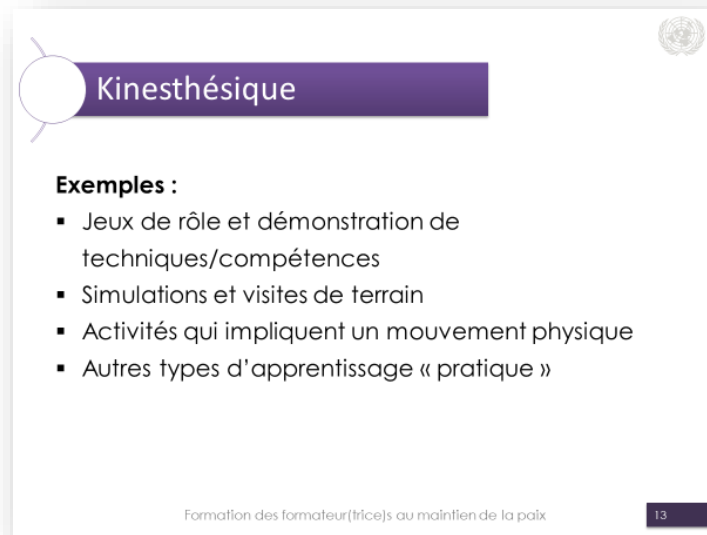 Kinesthésique
Exemples :
▪ Jeux de rôle et démonstration de
techniques/compétences
▪ Simulations et visites de terrain
▪ Activités qui impliquent un mouvement physique
▪ Autres types d’apprentissage « pratique »
Formation des formateur(trice)s au maintien de la paix
13